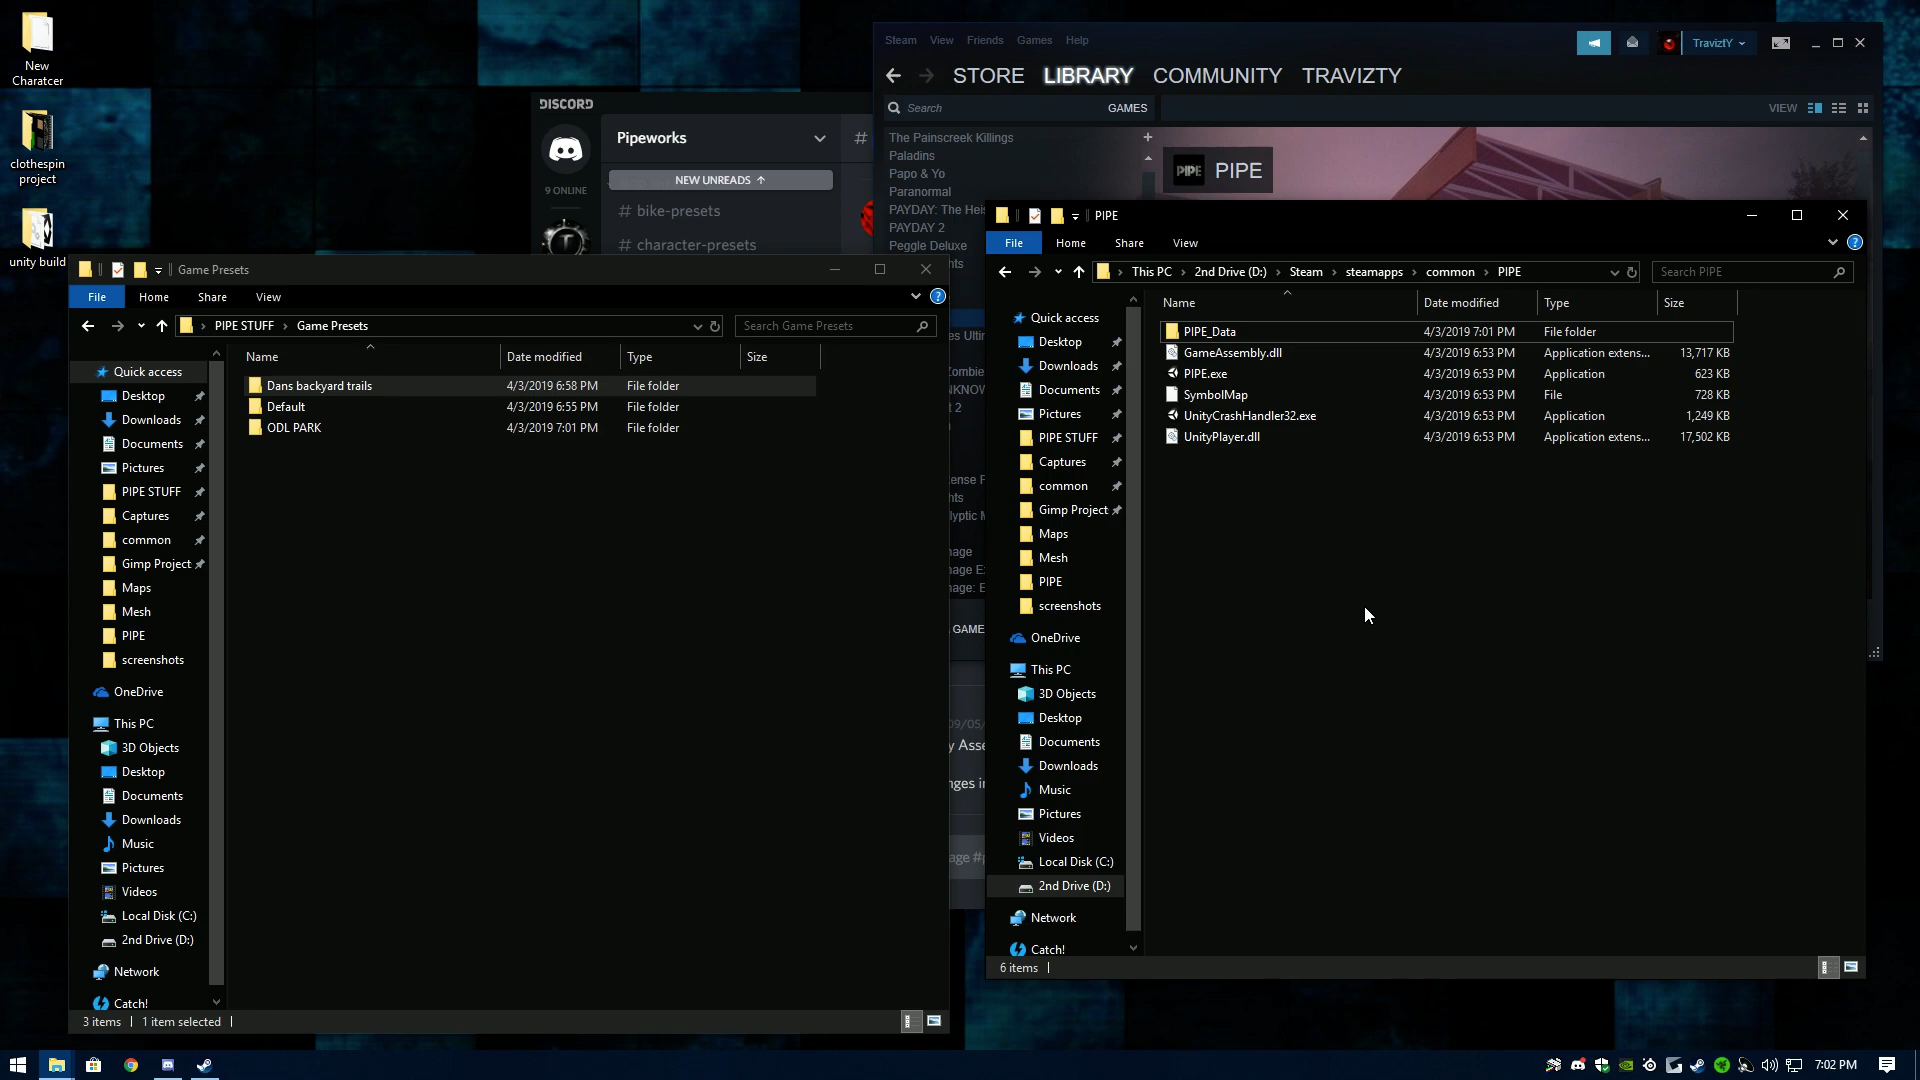 New
Charatcer
clothespin
project
unity build
DISCORD
9 ONLINE
Pipeworks
NEW UNREADS
# bike-presets
# character-presets
#
Steam View Friends Games Help
TraviztY
STORE LIBRARY COMMUNITY TRAVIZTY
Search GAMES
VIEW
The Painscreek Killings
Paladins
Papo & Yo
Paranormal
PAYDAY: The Heis
PAYDAY 2
Peggle Deluxe
PIPE PIPE
Game Presets
File Home Share View
PIPE STUFF Game Presets
Search Game Presets
Name Date modified Type Size
Dans backyard trails 4/3/2019 6:58 PM File folder
Default 4/3/2019 6:55 PM File folder
ODL PARK 4/3/2019 7:01 PM File folder
Quick access
Desktop
Downloads
Documents
Pictures
PIPE STUFF
Captures
common
Gimp Project
Maps
Mesh
PIPE
screenshots
OneDrive
This PC
3D Objects
Desktop
Documents
Downloads
Music
Pictures
Videos
Local Disk (C:)
2nd Drive (D:)
Network
Catch!
3 items 1 item selected
PIPE
File Home Share View
This PC 2nd Drive (D:) Steam steamapps common PIPE
Search PIPE
Name Date modified Type Size
PIPE_Data 4/3/2019 7:01 PM File folder
GameAssembly.dll 4/3/2019 6:53 PM Application extens... 13,717 KB
PIPE.exe 4/3/2019 6:53 PM Application 623 KB
SymbolMap 4/3/2019 6:53 PM File 728 KB
UnityCrashHandler32.exe 4/3/2019 6:53 PM Application 1,249 KB
UnityPlayer.dll 4/3/2019 6:53 PM Application extens... 17,502 KB
Quick access
Desktop
Downloads
Documents
Pictures
PIPE STUFF
Captures
common
Gimp Project
Maps
Mesh
PIPE
screenshots
OneDrive
This PC
3D Objects
Desktop
Documents
Downloads
Music
Pictures
Videos
Local Disk (C:)
2nd Drive (D:)
Network
Catch!
6 items
GAME
7:02 PM